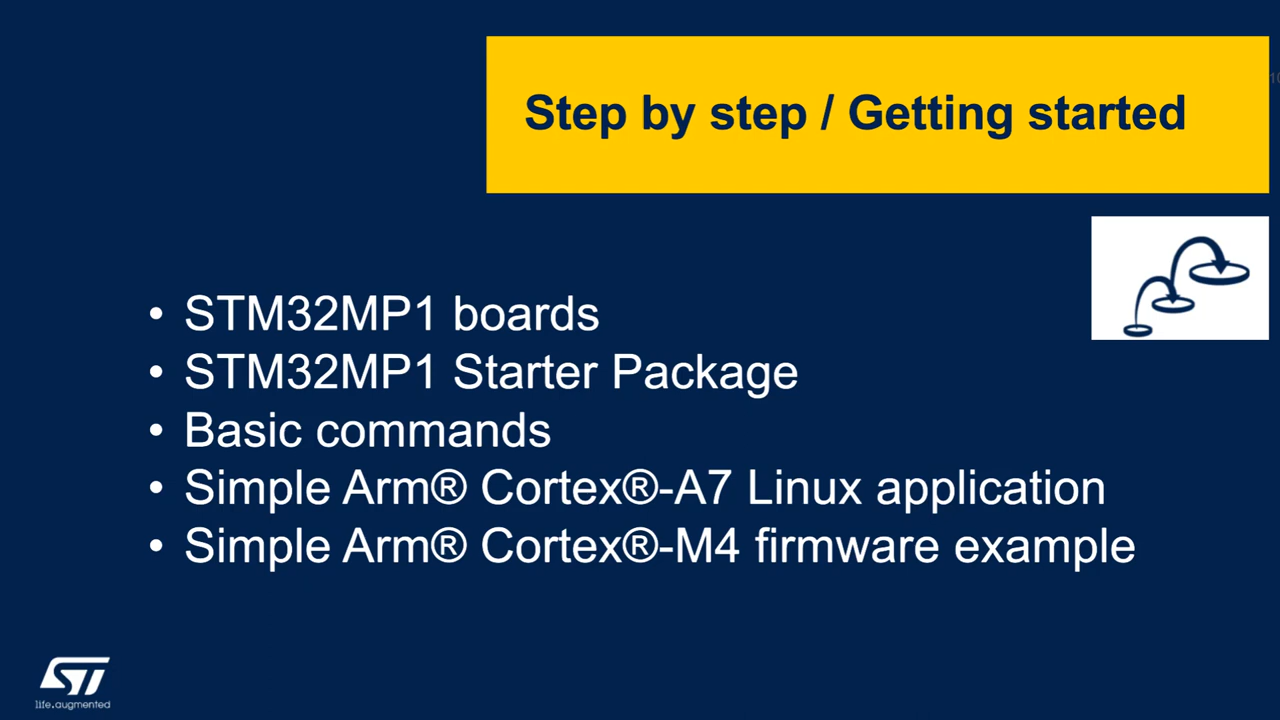 Step by step / Getting started
• STM32MP1 boards
• STM32MP1 Starter Package
• Basic commands
• Simple Arm® Cortex®-A7 Linux application
• Simple Arm® Cortex®-M4 firmware example
ST
life.augmented